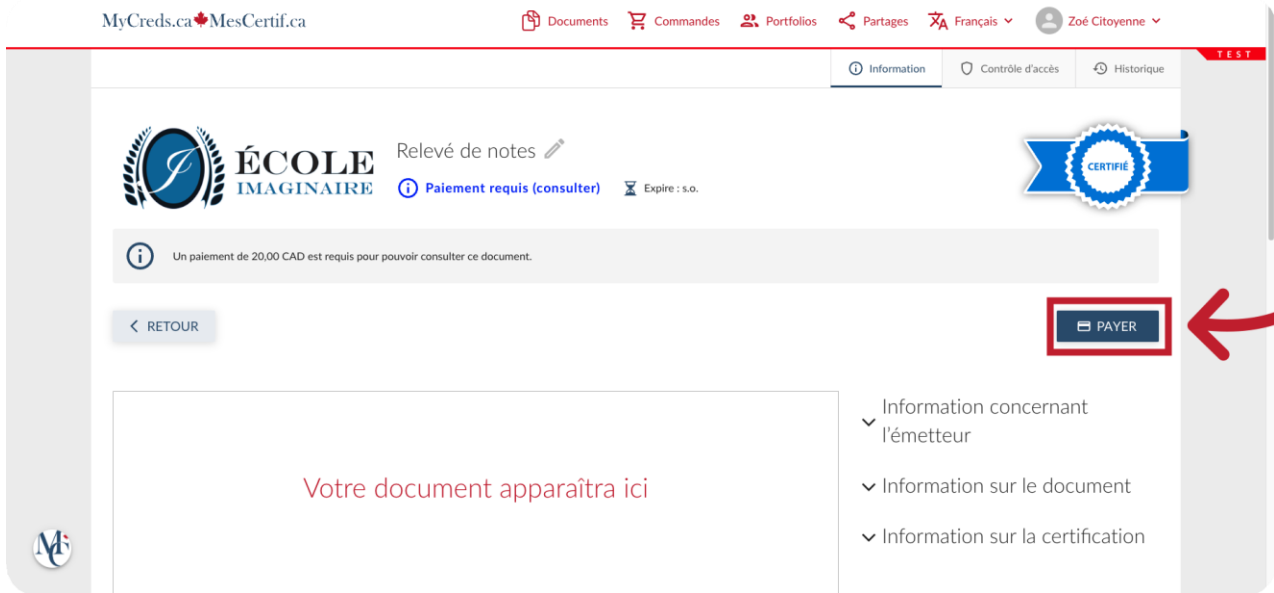 MyCreds.ca MesCertif.ca
Documents Commandes Portfolios Partages Français Zoé Citoyenne
TEST
Information Contrôle d'accès Historique
ÉCOLE
IMAGINAIRE
Relevé de notes
Paiement requis (consulter) Expire : s.o.
CERTIFIÉ
Un paiement de 20,00 CAD est requis pour pouvoir consulter ce document.
RETOUR
PAYER
Votre document apparaîtra ici
Information concernant
l'émetteur
Information sur le document
Information sur la certification
MC